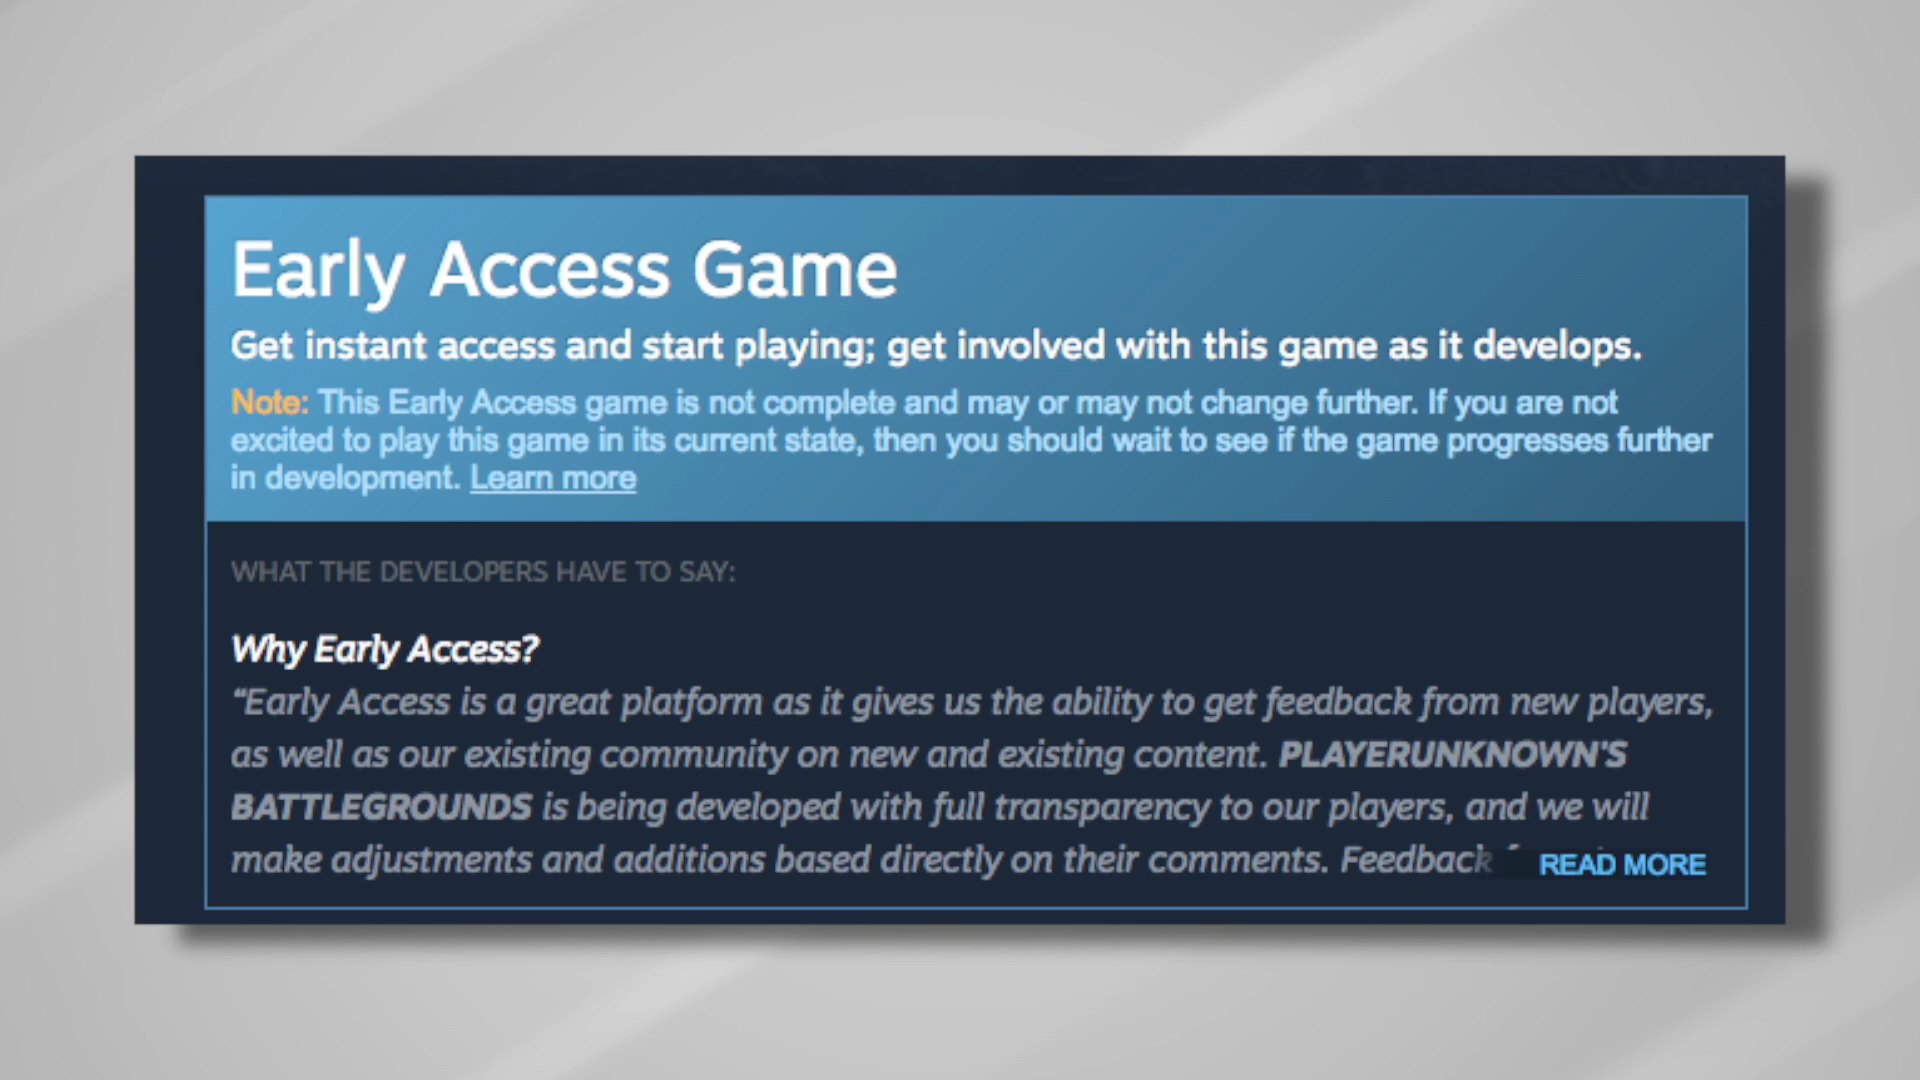 Early Access Game
Get instant access and start playing; get involved with this game as it develops.
Note: This Early Access game is not complete and may or may not change further. If you are not
excited to play this game in its current state, then you should wait to see if the game progresses further
in development. Learn more
WHAT THE DEVELOPERS HAVE TO SAY:
Why Early Access?
“Early Access is a great platform as it gives us the ability to get feedback from new players,
as well as our existing community on new and existing content. PLAYERUNKNOWN'S
BATTLEGROUNDS is being developed with full transparency to our players, and we will
make adjustments and additions based directly on their comments. Feedback READ MORE